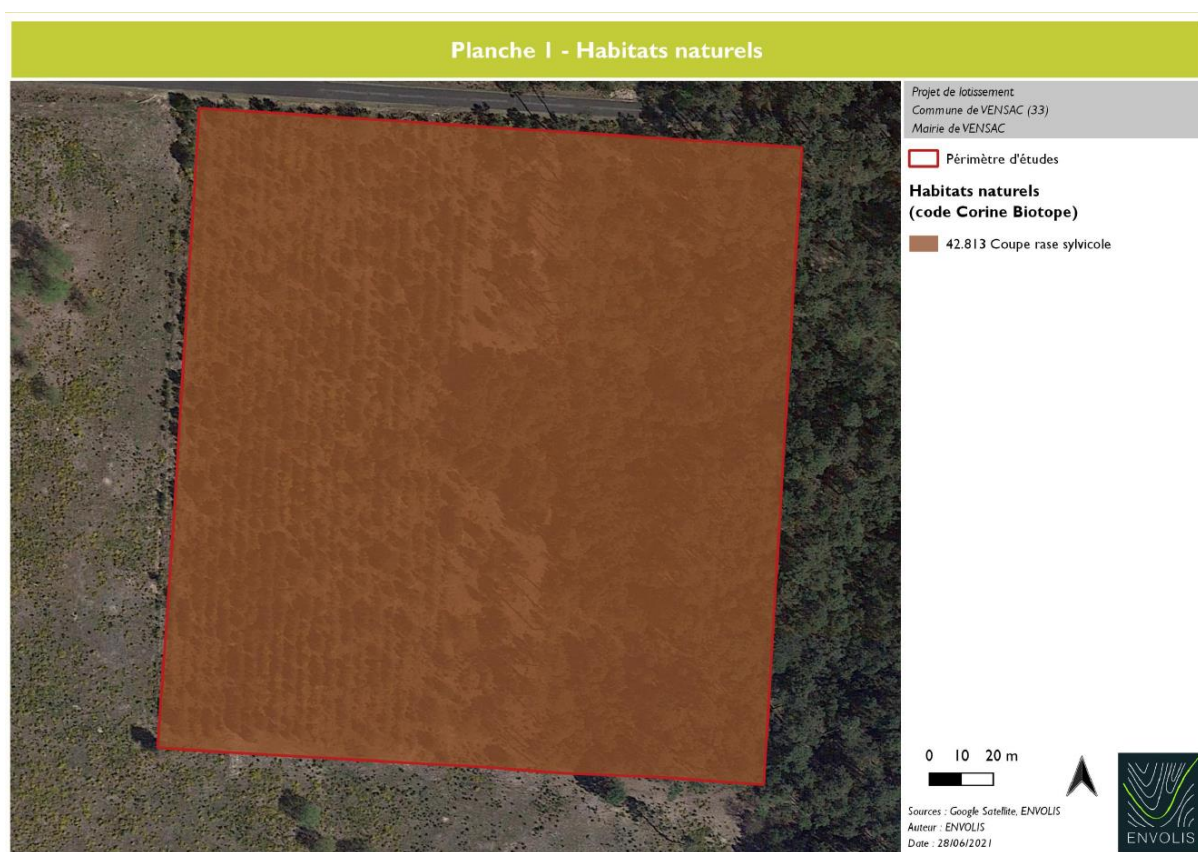 Planche 1 - Habitats naturels
Projet de lotissement
Commune de VENSAC (33)
Mairie de VENSAC
Périmètre d'études
Habitats naturels
(code Corine Biotope)
42.813 Coupe rase sylvicole
0 10 20 m
Sources : Google Satellite, ENVOLIS
Auteur : ENVOLIS
Date : 28/06/2021
ENVOLIS